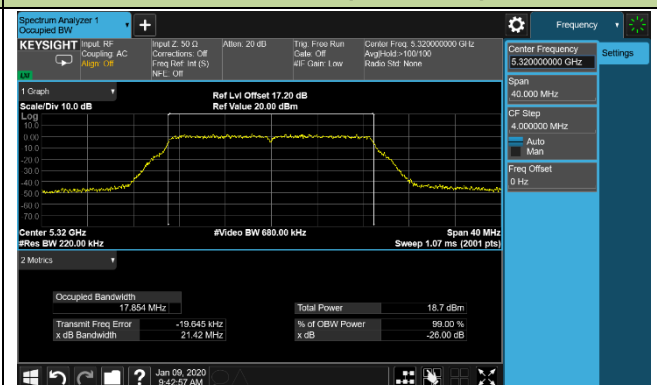 Spectrum Analyzer 1
Occupied BW
+
Frequency
KEYSIGHT
Input: RF
Coupling: AC
Align: Off
Input Z: 50 Ω
Corrections: Off
Freq Ref: Int (S)
NFE: Off
Atten: 20 dB
Trig: Free Run
Gate: Off
#IF Gain: Low
Center Freq: 5.320000000 GHz
Avg|Hold:>100/100
Radio Std: None
Center Frequency
5.320000000 GHz
Settings
Span
40.000 MHz
CF Step
4.000000 MHz
Auto
Man
Freq Offset
0 Hz
1 Graph
Scale/Div 10.0 dB
Ref Lvl Offset 17.20 dB
Ref Value 20.00 dBm
Log
10.0
0.00
-10.0
-20.0
-30.0
-40.0
-50.0
-60.0
-70.0
Center 5.32 GHz
#Video BW 680.00 kHz
Span 40 MHz
#Res BW 220.00 kHz
Sweep 1.07 ms (2001 pts)
2 Metrics
Occupied Bandwidth
17.854 MHz
Total Power 18.7 dBm
Transmit Freq Error -19.645 kHz
% of OBW Power 99.00 %
x dB Bandwidth 21.42 MHz
x dB -26.00 dB
?
Jan 09, 2020
9:42:57 AM